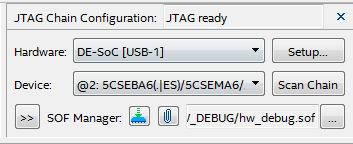 JTAG Chain Configuration: JTAG ready x
Hardware: DE-SoC [USB-1] Setup...
Device: @2: 5CSEBA6(.|ES)/5CSEMA6/. Scan Chain
>> SOF Manager: /_DEBUG/hw_debug.sof ...